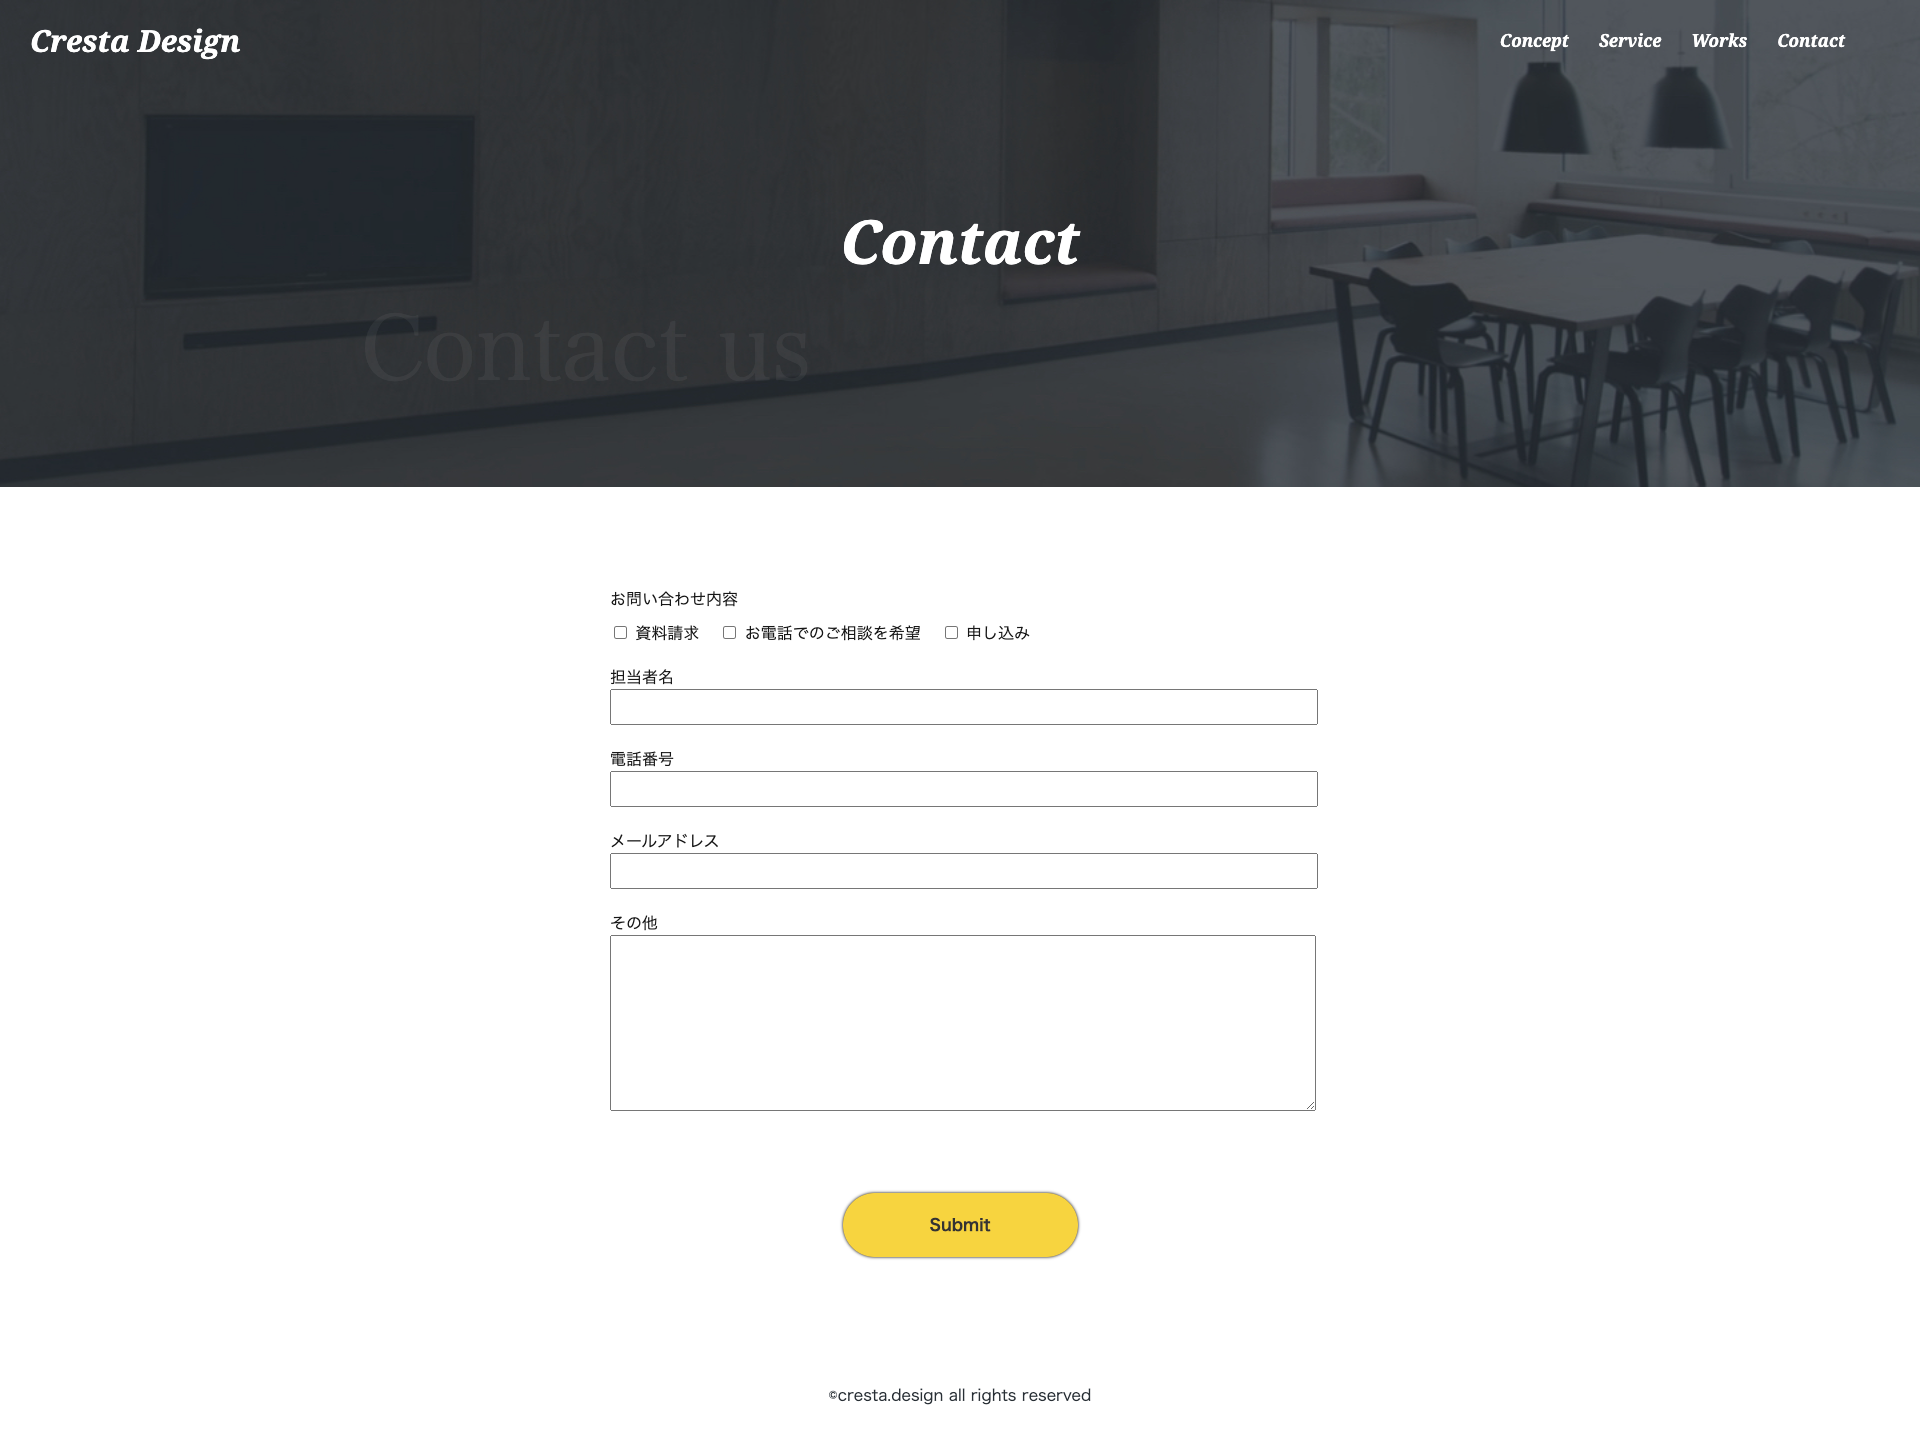 Cresta Design
Concept Service Works Contact
Contact
Contact us
お問い合わせ内容
資料請求 お電話でのご相談を希望 申し込み
担当者名
電話番号
メールアドレス
その他
Submit
©cresta.design all rights reserved